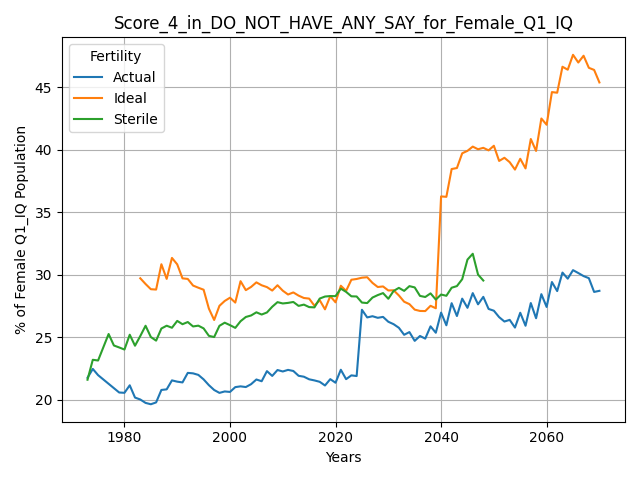 Score_4_in_DO_NOT_HAVE_ANY_SAY_for_Female_Q1_IQ
Fertility
Actual
Ideal
Sterile
% of Female Q1_IQ Population
45
40
35
30
25
20
1980
2000
2020
2040
2060
Years